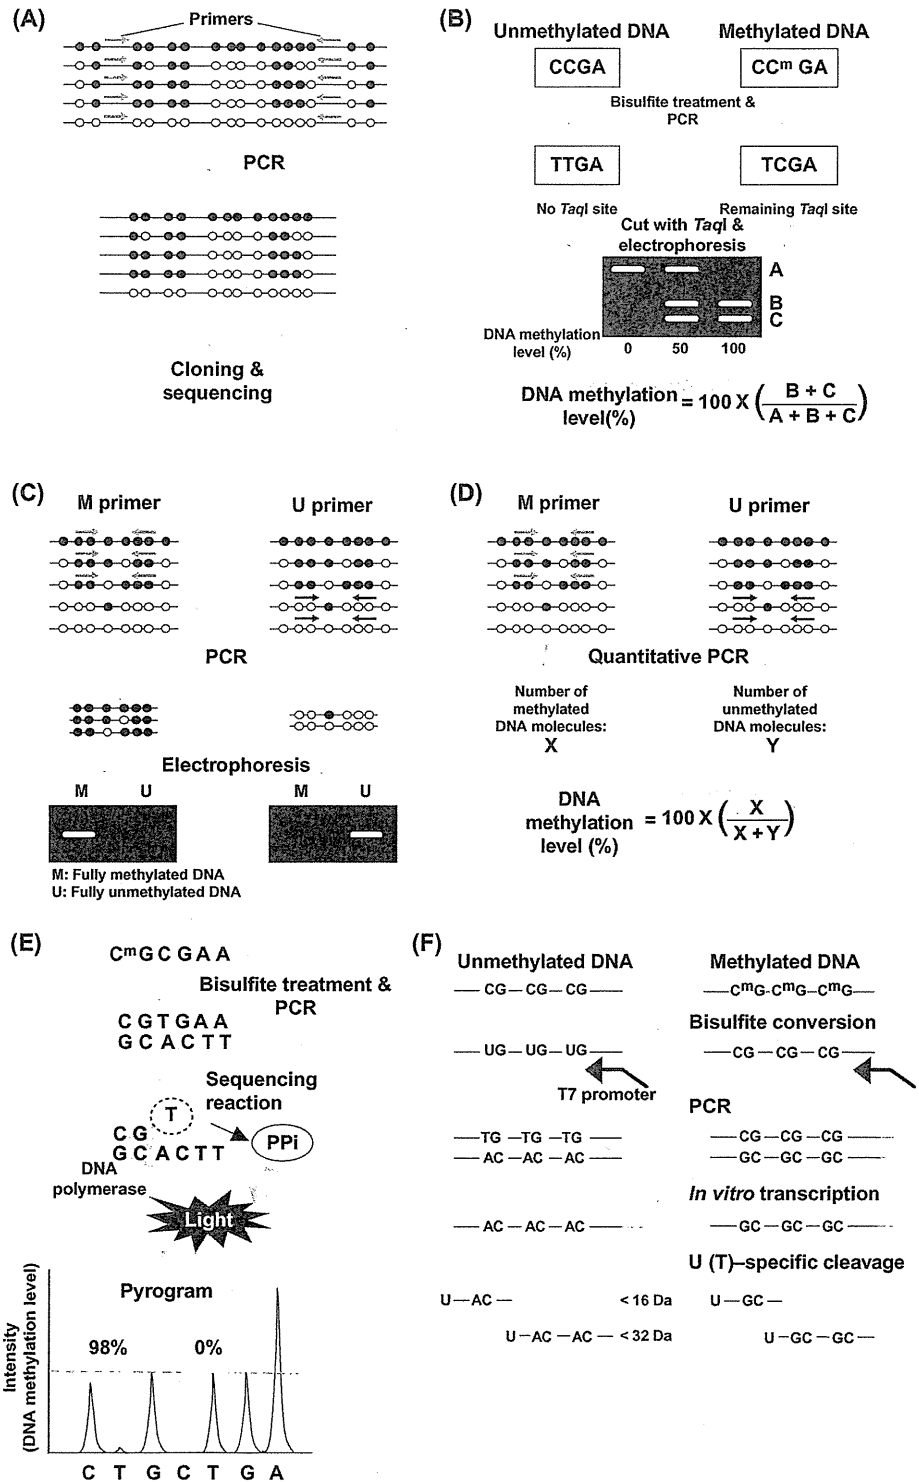 (A)
Primers
PCR
Cloning &
sequencing
(B)
Unmethylated DNA
Methylated DNA
CCGA
CCᵐ GA
Bisulfite treatment &
PCR
TTGA
TCGA
No TaqI site
Remaining TaqI site
Cut with TaqI &
electrophoresis
A
B
C
DNA methylation
level (%)
0 50 100
DNA methylation
level(%)
= 100 X ( B + C / A + B + C )
(C)
M primer
U primer
PCR
Electrophoresis
M U
M U
M: Fully methylated DNA
U: Fully unmethylated DNA
(D)
M primer
U primer
Quantitative PCR
Number of
methylated
DNA molecules:
X
Number of
unmethylated
DNA molecules:
Y
DNA
methylation
level (%)
= 100 X ( X / X + Y )
(E)
CᵐG C G A A
Bisulfite treatment &
PCR
C G T G A A
G C A C T T
Sequencing
reaction
T
C G
G C A C T T
PPi
DNA
polymerase
Light
Pyrogram
98% 0%
Intensity
(DNA methylation level)
C T G C T G A
(F)
Unmethylated DNA
Methylated DNA
CG CG CG
CᵐG CᵐG CᵐG
Bisulfite conversion
UG UG UG
CG CG CG
T7 promoter
PCR
TG TG TG
AC AC AC
CG CG CG
GC GC GC
In vitro transcription
AC AC AC
GC GC GC
U (T)–specific cleavage
U AC
< 16 Da
U GC
U AC AC
< 32 Da
U GC GC